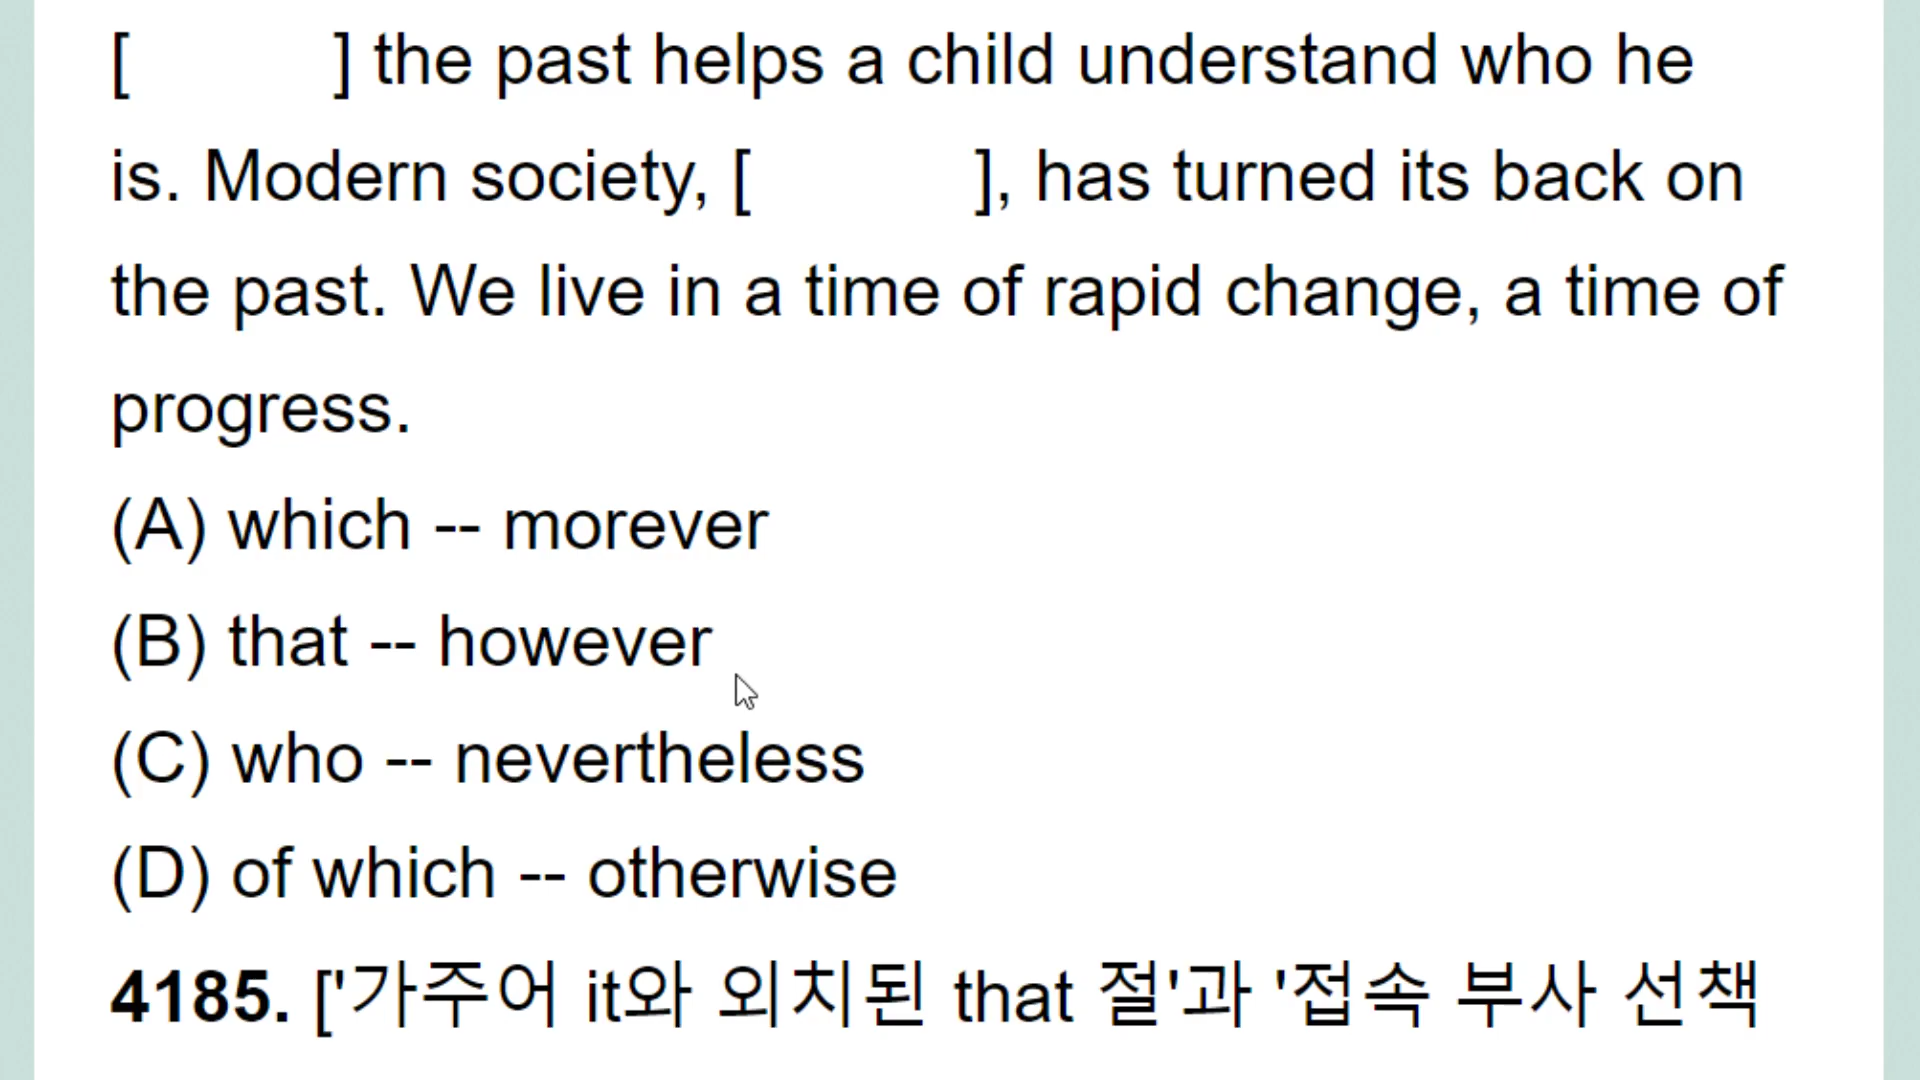 [ ] the past helps a child understand who he
is. Modern society, [ ], has turned its back on
the past. We live in a time of rapid change, a time of
progress.
(A) which -- morever
(B) that -- however
(C) who -- nevertheless
(D) of which -- otherwise
4185. ['가주어 it와 외치된 that 절'과 '접속 부사 선책